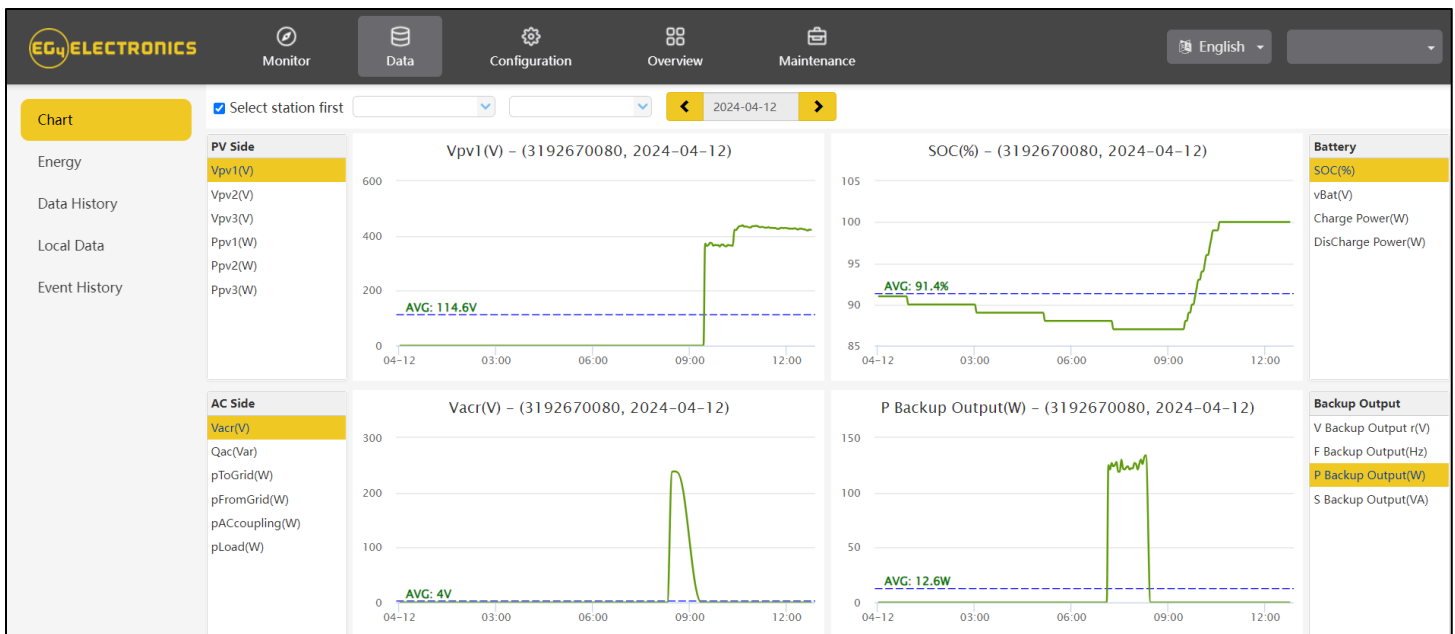 EG4 ELECTRONICS
Monitor
Data
Configuration
Overview
Maintenance
English
Chart
Energy
Data History
Local Data
Event History
Select station first
2024-04-12
PV Side
Vpv1(V)
Vpv2(V)
Vpv3(V)
Ppv1(W)
Ppv2(W)
Ppv3(W)
Vpv1(V) – (3192670080, 2024-04-12)
600
400
200
0
AVG: 114.6V
04-12 03:00 06:00 09:00 12:00
SOC(%) – (3192670080, 2024-04-12)
105
100
95
90
85
AVG: 91.4%
04-12 03:00 06:00 09:00 12:00
Battery
SOC(%)
vBat(V)
Charge Power(W)
DisCharge Power(W)
AC Side
Vacr(V)
Qac(Var)
pToGrid(W)
pFromGrid(W)
pACcoupling(W)
pLoad(W)
Vacr(V) – (3192670080, 2024-04-12)
300
200
100
0
AVG: 4V
04-12 03:00 06:00 09:00 12:00
P Backup Output(W) – (3192670080, 2024-04-12)
150
100
50
0
AVG: 12.6W
04-12 03:00 06:00 09:00 12:00
Backup Output
V Backup Output r(V)
F Backup Output(Hz)
P Backup Output(W)
S Backup Output(VA)